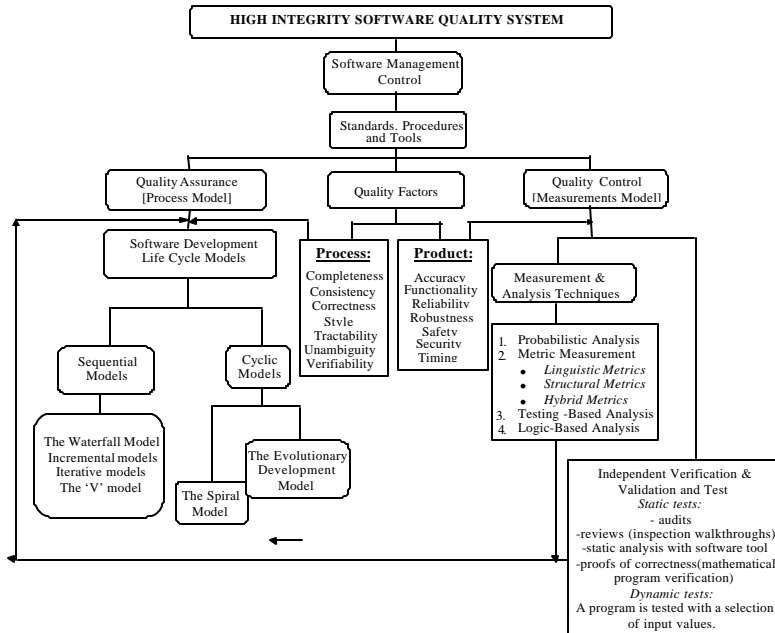 HIGH INTEGRITY SOFTWARE QUALITY SYSTEM
Software Management
Control
Standards. Procedures
and Tools
Quality Assurance
[Process Model]
Quality Factors
Quality Control
[Measurements Model]
Software Development
Life Cycle Models
Process:
Completeness
Consistency
Correctness
Style
Tractability
Unambiguity
Verifiability
Product:
Accuracy
Functionality
Reliability
Robustness
Safety
Security
Timing
Measurement &
Analysis Techniques
1. Probabilistic Analysis
2. Metric Measurement
• Linguistic Metrics
• Structural Metrics
• Hybrid Metrics
3. Testing -Based Analysis
4. Logic-Based Analysis
Sequential
Models
Cyclic
Models
The Waterfall Model
Incremental models
Iterative models
The ‘V’ model
The Spiral
Model
The Evolutionary
Development
Model
Independent Verification &
Validation and Test
Static tests:
- audits
-reviews (inspection walkthroughs)
-static analysis with software tool
-proofs of correctness(mathematical
program verification)
Dynamic tests:
A program is tested with a selection
of input values.